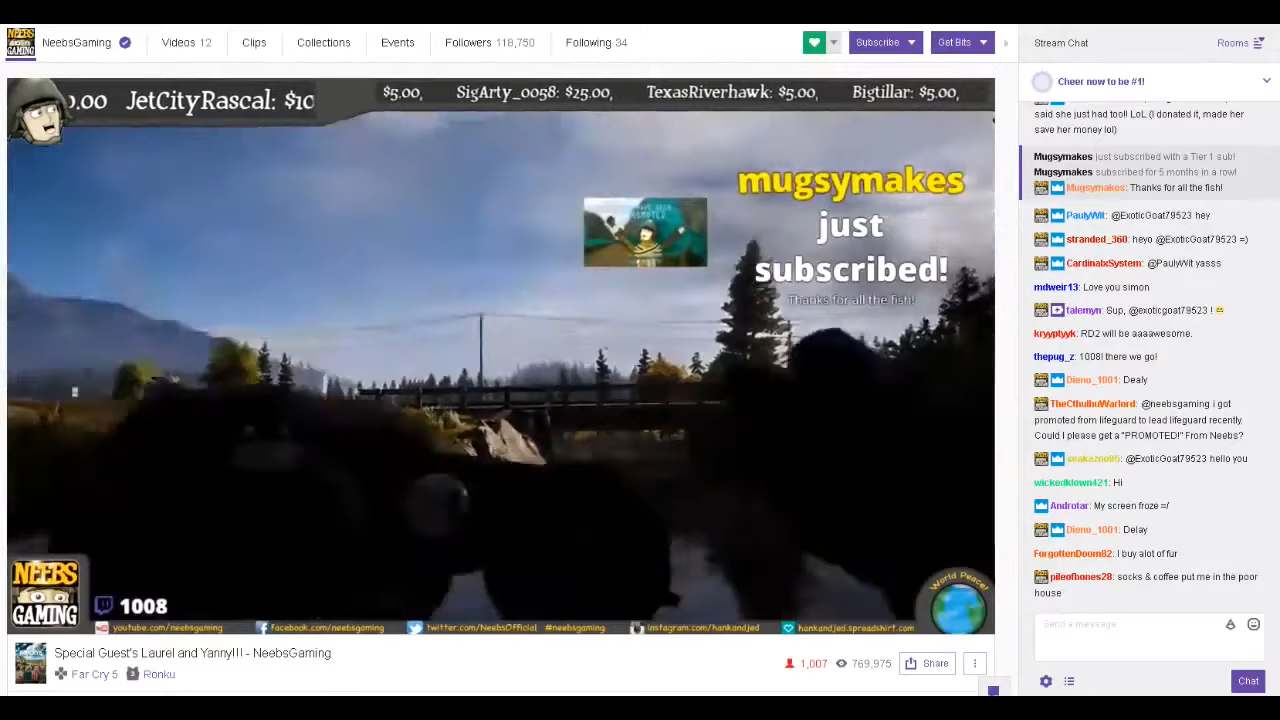 NeebsGaming
Videos 12
Clips
Collections
Events
Followers 118,750
Following 34
Subscribe
Get Bits
Stream Chat
Rooms
Cheer now to be #1!
JetCityRascal: $10
$5.00, SigArty_0058: $25.00, TexasRiverhawk: $5.00, Bigtillar: $5.00,
mugsymakes
just
subscribed!
Thanks for all the fish!
NEEBS
GAMING
1008
World Peace!
youtube.com/neebsgaming
Facebook.com/neebsgaming
twitter.com/NeebsOfficial #neebsgaming
instagram.com/hankandjed
hankandjed.spreadshirt.com
Special Guest's Laurel and Yanny!!! - NeebsGaming
Far Cry 5
Ronku
1,007
769,975
Share
said she just had too!! LoL (I donated it, made her
save her money lol)
Mugsymakes just subscribed with a Tier 1 sub!
Mugsymakes subscribed for 5 months in a row!
Mugsymakes: Thanks for all the fish!
PaulyWit: @ExoticGoat79523 hey
stranded_360: heyo @ExoticGoat79523 =)
CardinalxSystem: @PaulyWit yasss
mdweir13: Love you simon
talemyn: Sup, @exoticgoat79523 !
kryyptyyk: RD2 will be aaaawesome.
thepug_z: 1008! there we go!
Dieno_1001: Dealy
TheCthulhuWarlord: @neebsgaming i got
promoted from lifeguard to lead lifeguard recently.
Could I please get a "PROMOTED!" From Neebs?
seakazoo85: @ExoticGoat79523 hello you
wickedklown421: Hi
Androtar: My screen froze =/
Dieno_1001: Delay
ForgottenDoom82: I buy alot of fur
pileofbones28: socks & coffee put me in the poor
house
Send a message
Chat